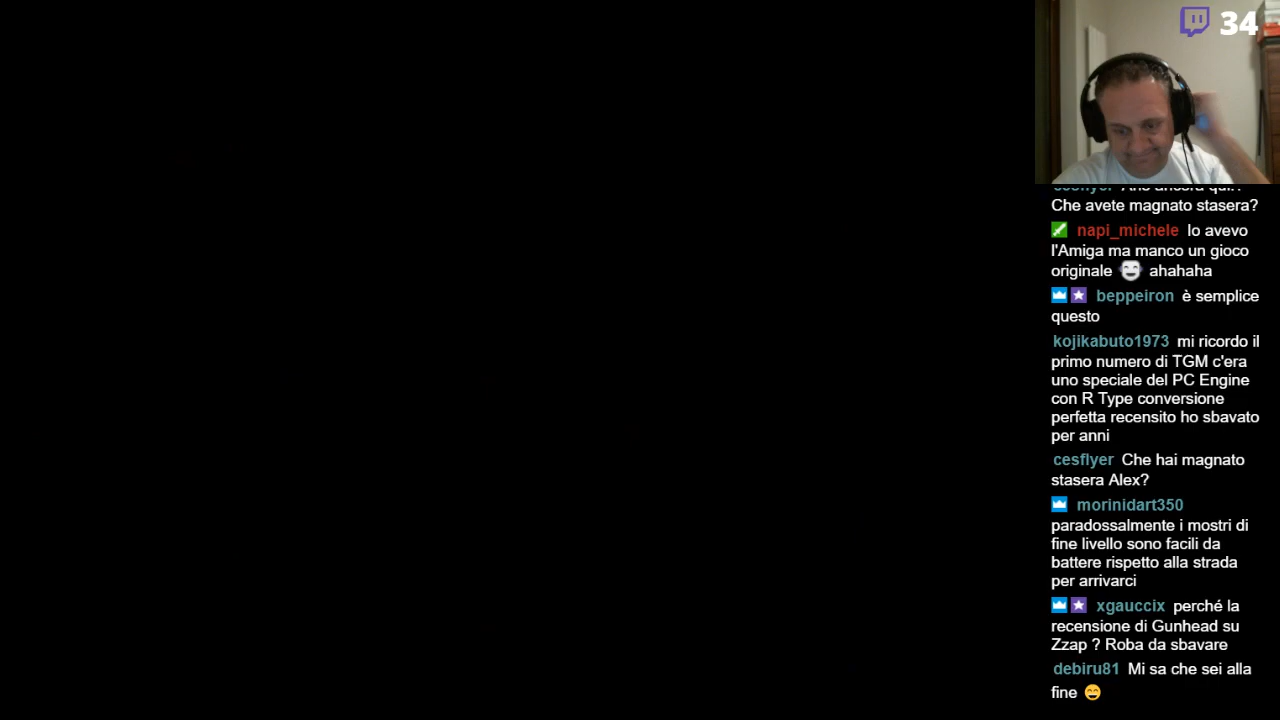 34
Che avete magnato stasera?
napi_michele Io avevo
l'Amiga ma manco un gioco
originale ahahaha
beppeiron è semplice
questo
kojikabuto1973 mi ricordo il
primo numero di TGM c'era
uno speciale del PC Engine
con R Type conversione
perfetta recensito ho sbavato
per anni
cesflyer Che hai magnato
stasera Alex?
morinidart350
paradossalmente i mostri di
fine livello sono facili da
battere rispetto alla strada
per arrivarci
xgauccix perché la
recensione di Gunhead su
Zzap ? Roba da sbavare
debiru81 Mi sa che sei alla
fine 😄